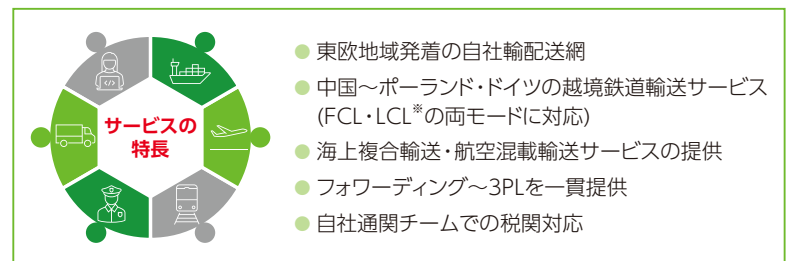 サービスの
特長
● 東欧地域発着の自社輸配送網
● 中国～ポーランド・ドイツの越境鉄道輸送サービス
(FCL・LCL※の両モードに対応)
● 海上複合輸送・航空混載輸送サービスの提供
● フォワーディング～3PLを一貫提供
● 自社通関チームでの税関対応